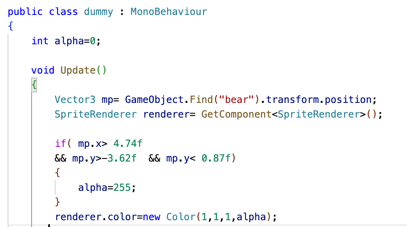 public class dummy : MonoBehaviour
{
int alpha=0;
void Update()
{
Vector3 mp= GameObject.Find("bear").transform.position;
SpriteRenderer renderer= GetComponent<SpriteRenderer>();
if( mp.x> 4.74f
&& mp.y>-3.62f  && mp.y< 0.87f)
{
alpha=255;
}
renderer.color=new Color(1,1,1,alpha);